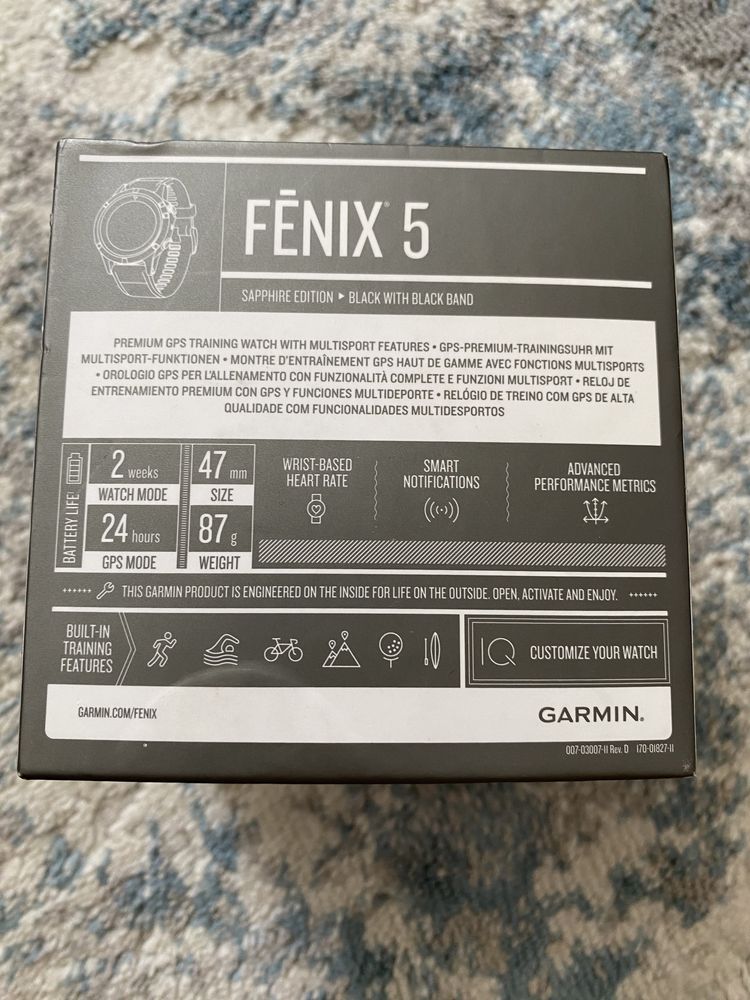 FĒNIX® 5
SAPPHIRE EDITION ▸ BLACK WITH BLACK BAND
PREMIUM GPS TRAINING WATCH WITH MULTISPORT FEATURES • GPS-PREMIUM-TRAININGSUHR MIT
MULTISPORT-FUNKTIONEN • MONTRE D'ENTRAÎNEMENT GPS HAUT DE GAMME AVEC FONCTIONS MULTISPORTS
• OROLOGIO GPS PER L'ALLENAMENTO CON FUNZIONALITÀ COMPLETE E FUNZIONI MULTISPORT • RELOJ DE
ENTRENAMIENTO PREMIUM CON GPS Y FUNCIONES MULTIDEPORTE • RELÓGIO DE TREINO COM GPS DE ALTA
QUALIDADE COM FUNCIONALIDADES MULTIDESPORTOS
BATTERY LIFE
2 weeks
WATCH MODE
24 hours
GPS MODE
47 mm
SIZE
87 g
WEIGHT
WRIST-BASED
HEART RATE
SMART
NOTIFICATIONS
ADVANCED
PERFORMANCE METRICS
THIS GARMIN PRODUCT IS ENGINEERED ON THE INSIDE FOR LIFE ON THE OUTSIDE. OPEN, ACTIVATE AND ENJOY.
BUILT-IN
TRAINING
FEATURES
IQ CUSTOMIZE YOUR WATCH
GARMIN.COM/FENIX
GARMIN®
007-03007-11 Rev. D 170-01827-11